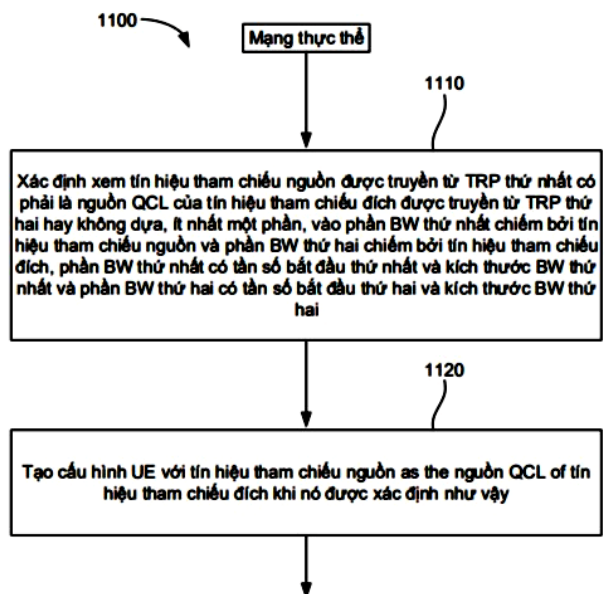 1100
Mạng thực thể
1110
Xác định xem tín hiệu tham chiếu nguồn được truyền từ TRP thứ nhất có
phải là nguồn QCL của tín hiệu tham chiếu đích được truyền từ TRP thứ
hai hay không dựa, ít nhất một phần, vào phần BW thứ nhất chiếm bởi tín
hiệu tham chiếu nguồn và phần BW thứ hai chiếm bởi tín hiệu tham chiếu
đích, phần BW thứ nhất có tần số bắt đầu thứ nhất và kích thước BW thứ
nhất và phần BW thứ hai có tần số bắt đầu thứ hai và kích thước BW thứ
hai
1120
Tạo cấu hình UE với tín hiệu tham chiếu nguồn as the nguồn QCL of tín
hiệu tham chiếu đích khi nó được xác định như vậy